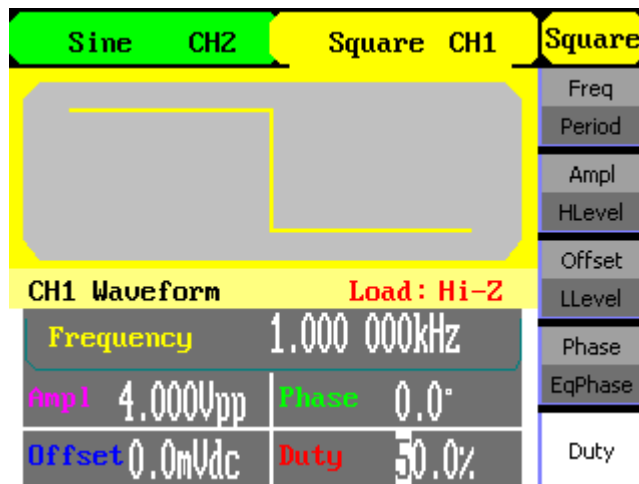 Sine CH2
Square CH1
Square
Freq
Period
Ampl
HLevel
Offset
LLevel
Phase
EqPhase
Duty
CH1 Waveform Load: Hi-Z
Frequency 1.000 000kHz
Ampl 4.000Vpp Phase 0.0°
Offset 0.0mVdc Duty 50.0%